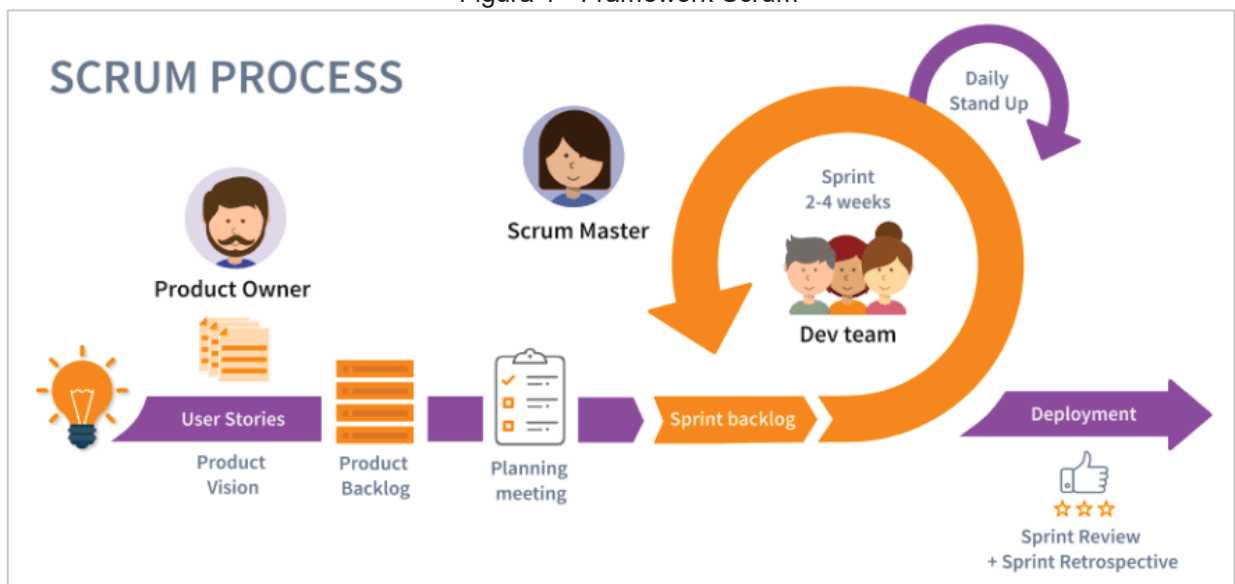 SCRUM PROCESS
Daily
Stand Up
Sprint
2-4 weeks
Scrum Master
Product Owner
Dev team
User Stories
Sprint backlog
Deployment
Product
Vision
Product
Backlog
Planning
meeting
Sprint Review
+ Sprint Retrospective